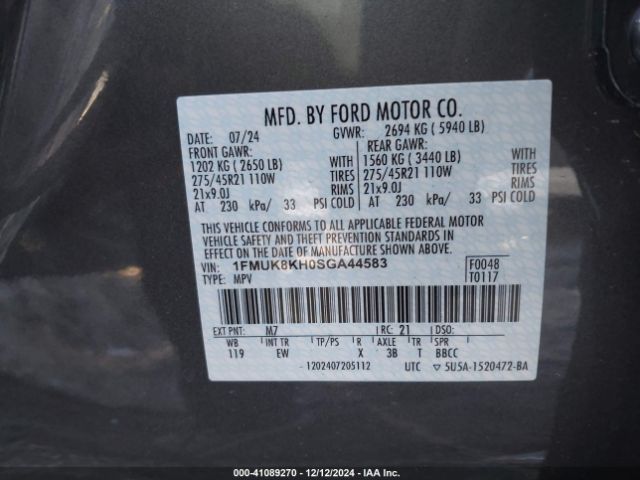 MFD. BY FORD MOTOR CO.
DATE: 07/24 GVWR: 2694 KG ( 5940 LB)
FRONT GAWR: REAR GAWR:
1202 KG ( 2650 LB) WITH 1560 KG ( 3440 LB) WITH
275/45R21 110W TIRES 275/45R21 110W TIRES
21x9.0J RIMS 21x9.0J RIMS
AT 230 kPa/ 33 PSI COLD AT 230 kPa/ 33 PSI COLD
THIS VEHICLE CONFORMS TO ALL APPLICABLE FEDERAL MOTOR
VEHICLE SAFETY AND BUMPER STANDARDS IN EFFECT ON THE DATE
OF MANUFACTURE SHOWN ABOVE.
VIN: 1FMUK8KH0SGA44583 F0048
TYPE: MPV T0117
EXT PNT: M7 RC: 21 DSO:
WB INT TR TP/PS R AXLE TR SPR
119 EW X 3B T BBCC
-1202407205112 UTC ▽ 5U5A-1520472-BA
000-41089270 - 12/12/2024 - IAA Inc.